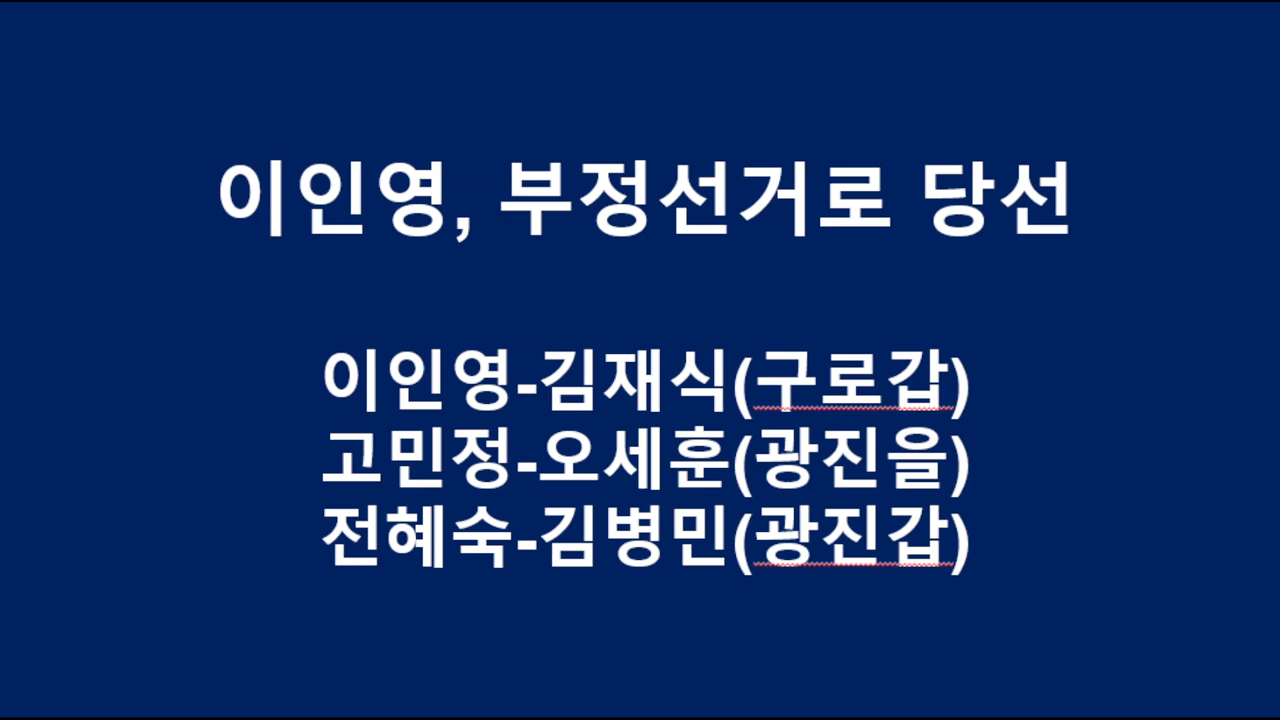 이인영, 부정선거로 당선
이인영-김재식(구로갑)
고민정-오세훈(광진을)
전혜숙-김병민(광진갑)